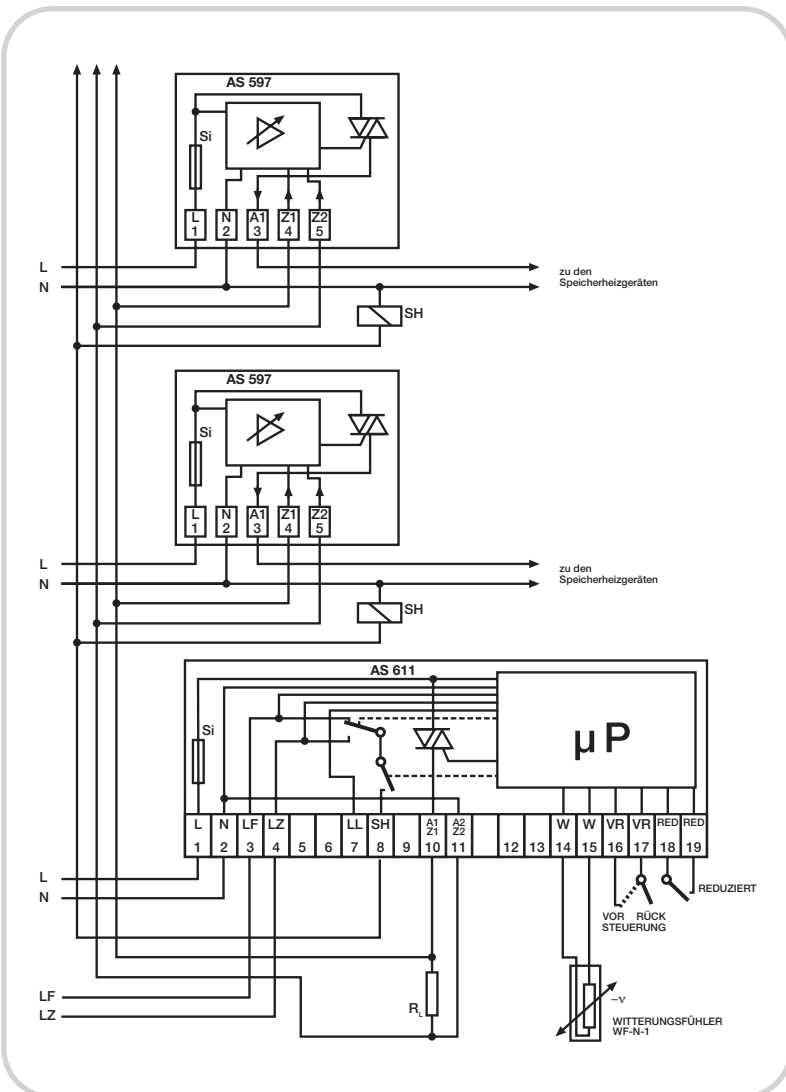 AS 597
Si
L N A1 Z1 Z2
1 2 3 4 5
L
N
zu den
Speicherheizgeräten
SH
AS 597
Si
L N A1 Z1 Z2
1 2 3 4 5
L
N
zu den
Speicherheizgeräten
SH
AS 611
Si
µP
L N LF LZ LL SH A1 Z1 A2 Z2 W W VR VR RED RED
1 2 3 4 5 6 7 8 9 10 11 12 13 14 15 16 17 18 19
L
N
REDUZIERT
VOR RÜCK
STEUERUNG
LF
LZ
RL
–ν
WITTERUNGSFÜHLER
WF-N-1